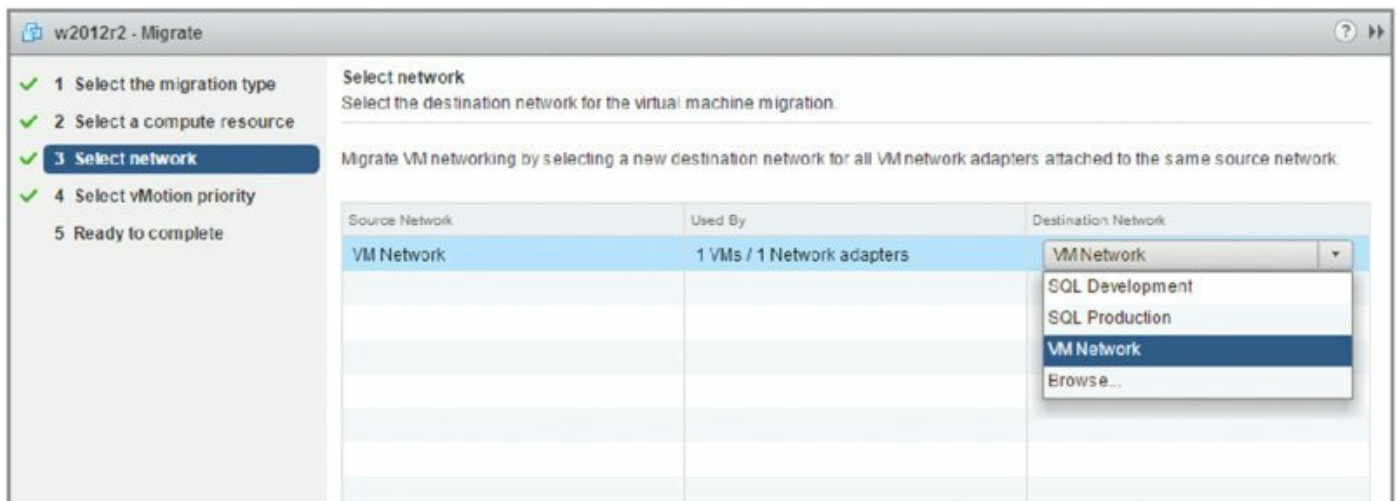 w2012r2 - Migrate
1 Select the migration type
2 Select a compute resource
3 Select network
4 Select vMotion priority
5 Ready to complete
Select network
Select the destination network for the virtual machine migration.
Migrate VM networking by selecting a new destination network for all VM network adapters attached to the same source network.
Source Network Used By Destination Network
VM Network 1 VMs / 1 Network adapters VM Network
SQL Development
SQL Production
VM Network
Browse...